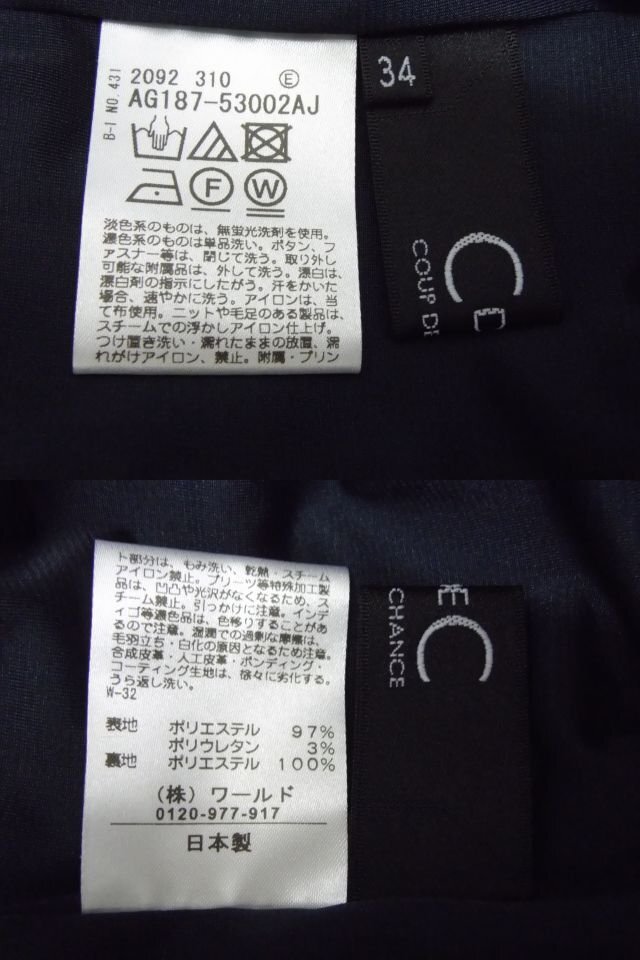 B-I NO.431
2092 310 E
AG187-53002AJ
F W
淡色系のものは、無蛍光洗剤を使用。
濃色系のものは単品洗い。ボタン、フ
ァスナー等は、閉じて洗う。取り外し
可能な附属品は、外して洗う。漂白は、
漂白剤の指示にしたがう。汗をかいた
場合、速やかに洗う。アイロンは、当
て布使用。ニットや毛足のある製品は、
スチームでの浮かしアイロン仕上げ。
つけ置き洗い・濡れたままの放置、濡
れがけアイロン、禁止。附属・プリン
34
C D
COUP DE
ト部分は、もみ洗い、乾熱・スチーム
アイロン禁止。プリーツ等特殊加工製
品は、凹凸や光沢がなくなるため、ス
チーム禁止。引っかけに注意。インデ
ィゴ等濃色品は、色移りすることがあ
るので注意。湿潤での過剰な摩擦は、
毛羽立ち・白化の原因となるため注意。
合成皮革・人工皮革・ボンディング・
コーティング生地は、徐々に劣化する。
うら返し洗い。
W-32
表地 ポリエステル 97%
ポリウレタン 3%
裏地 ポリエステル 100%
(株) ワールド
0120-977-917
日本製
C
CHANCE